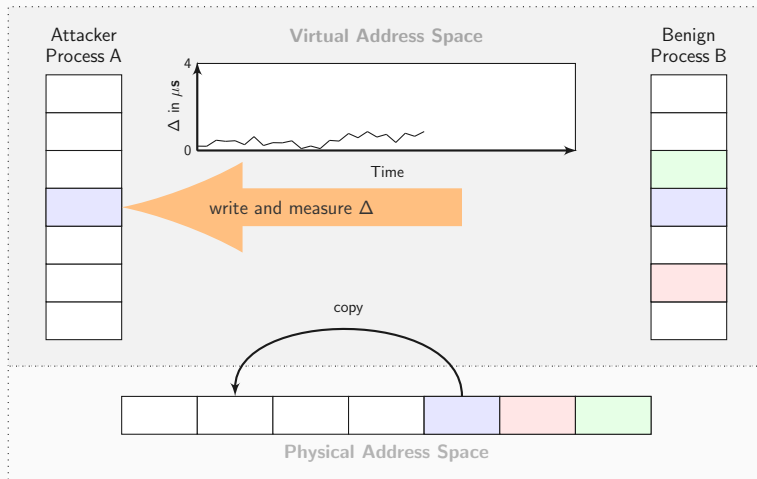 Attacker
Process A
Virtual Address Space
Benign
Process B
4
Δ in μs
0
Time
write and measure Δ
copy
Physical Address Space